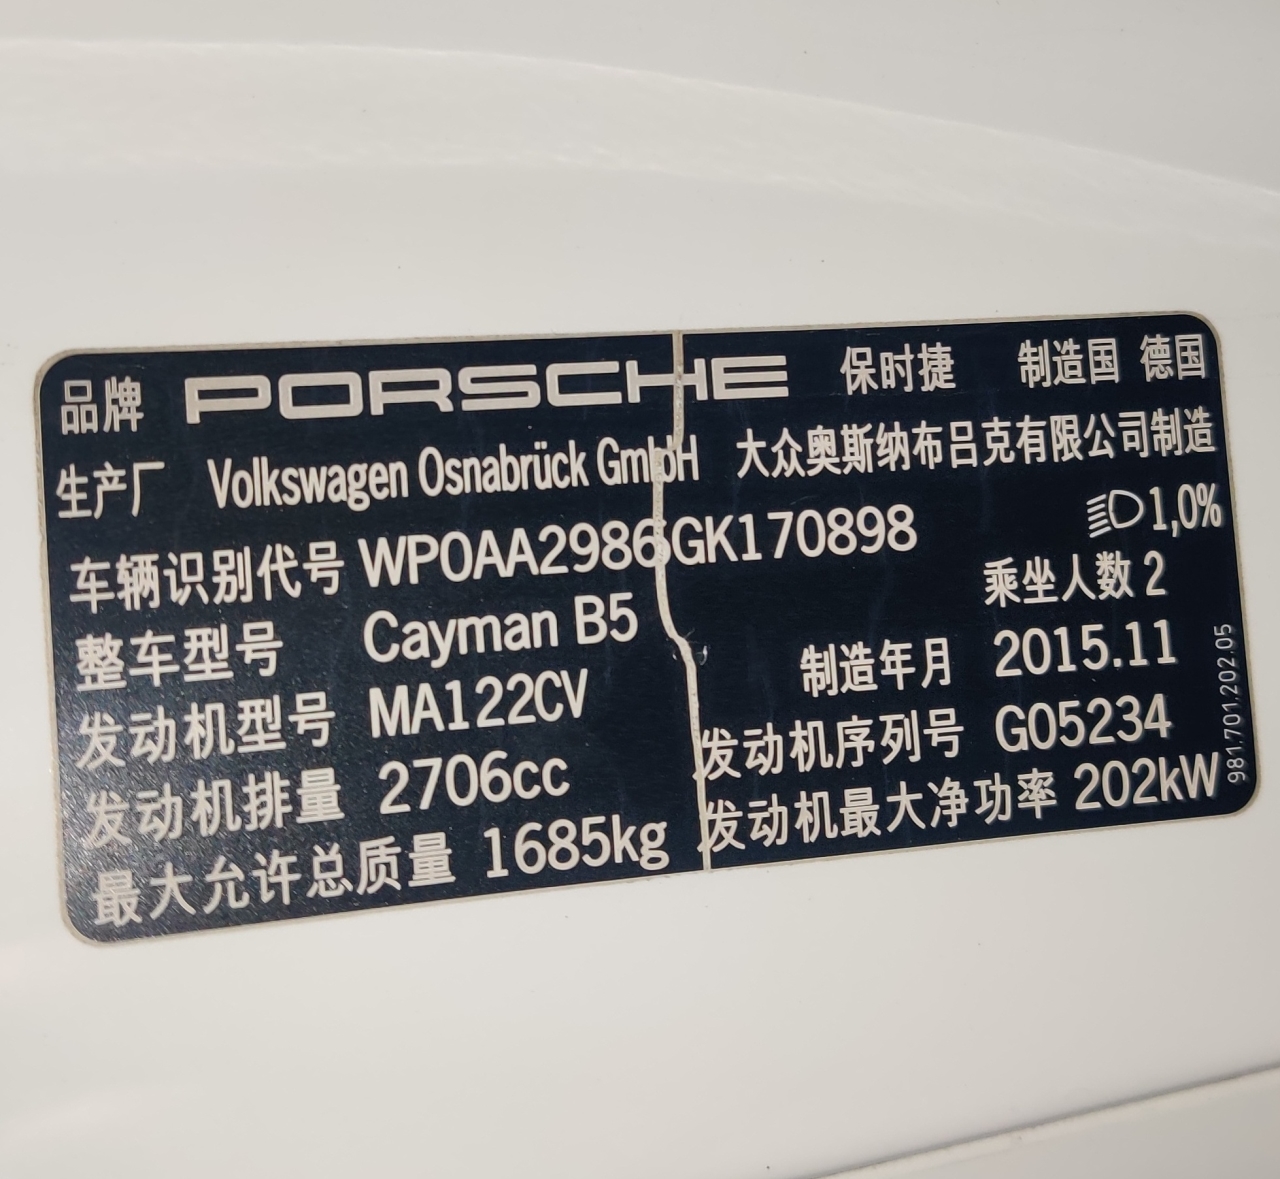 品牌 PORSCHE 保时捷 制造国 德国
生产厂 Volkswagen Osnabrück GmbH 大众奥斯纳布吕克有限公司制造
1,0%
车辆识别代号 WP0AA2986GK170898
乘坐人数 2
整车型号 Cayman B5
制造年月 2015.11
发动机型号 MA122CV
发动机序列号 G05234
发动机排量 2706cc
发动机最大净功率 202kW
最大允许总质量 1685kg
981.701.202.05